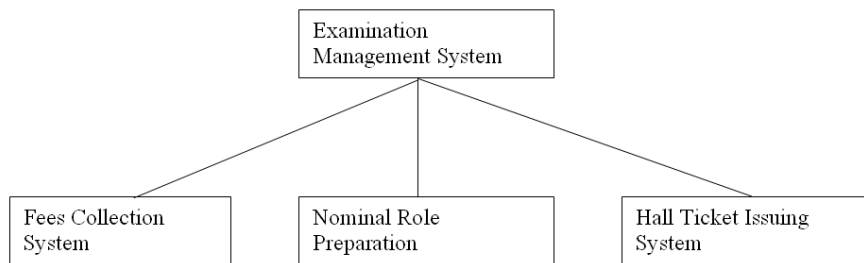 Examination
Management System
Fees Collection
System
Nominal Role
Preparation
Hall Ticket Issuing
System